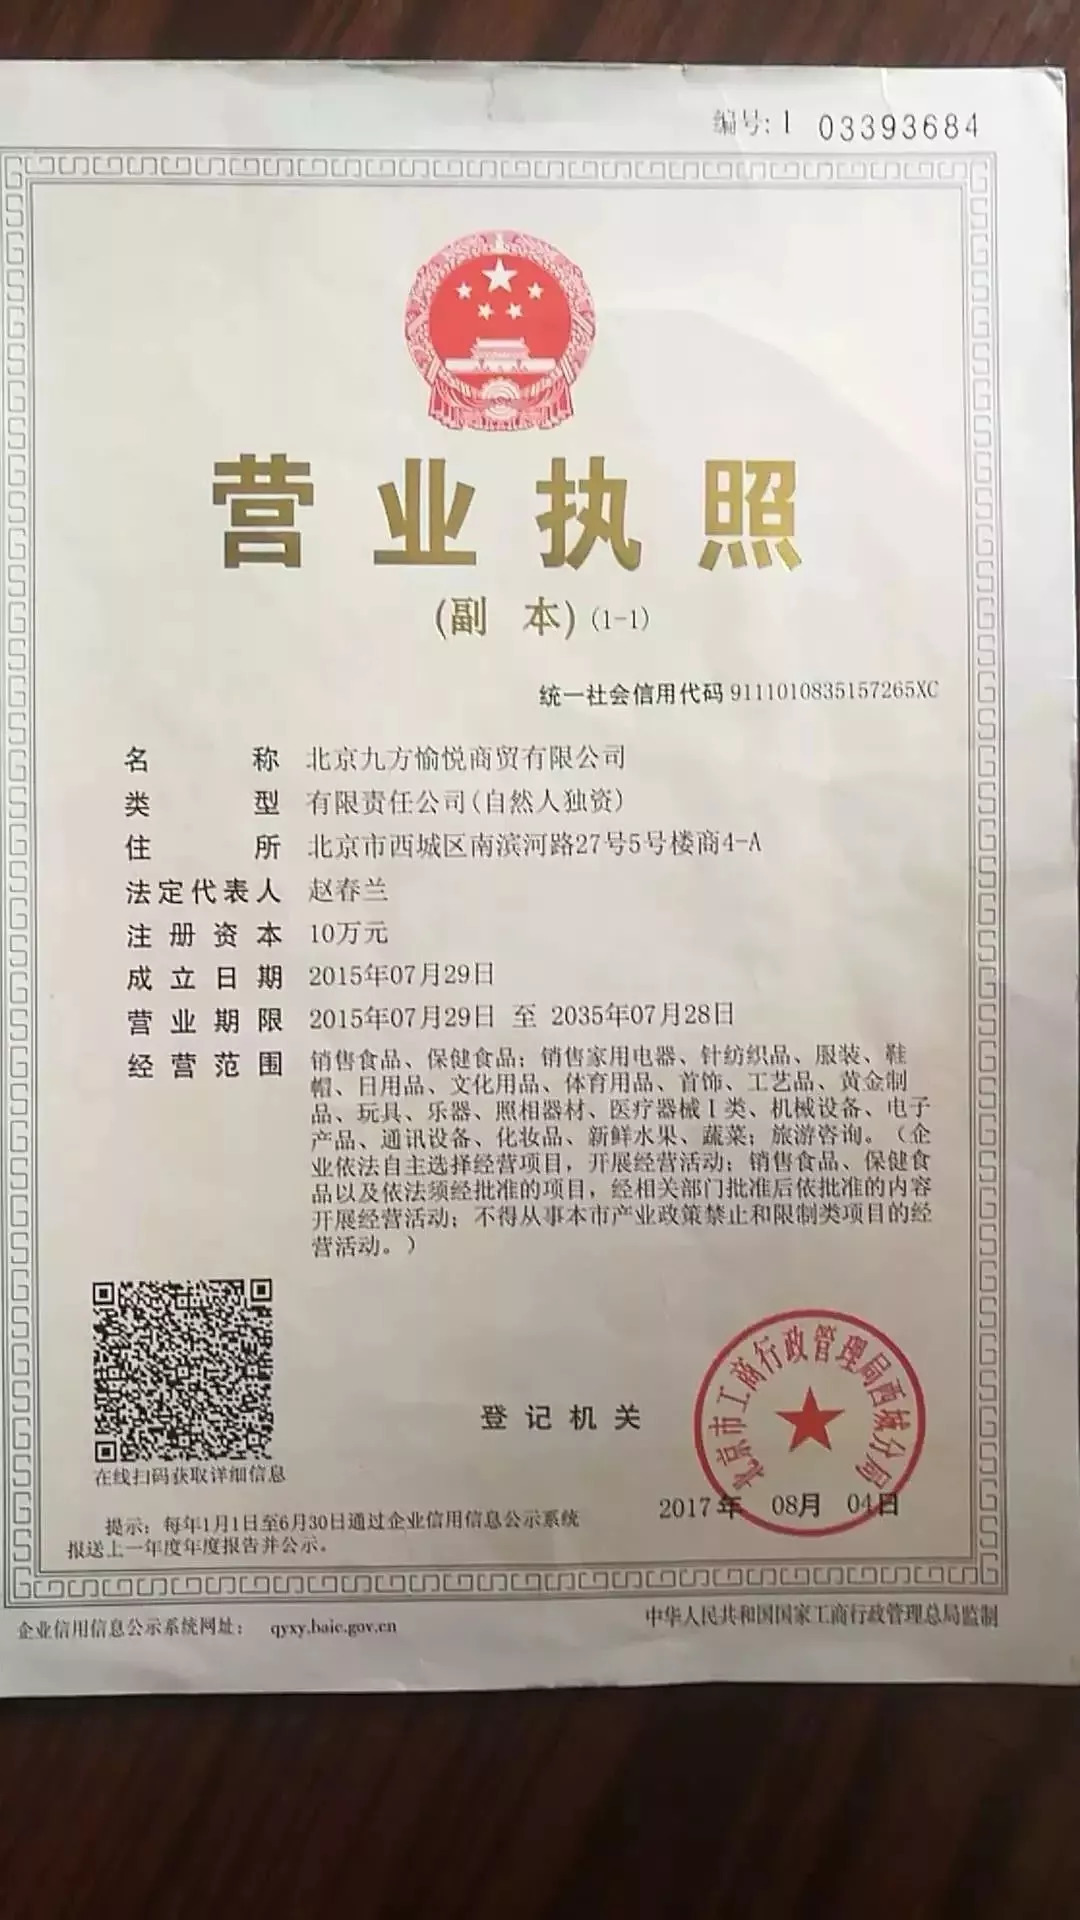 编号: 1 03393684
营业执照
(副 本) (1-1)
统一社会信用代码 9111010835157265XC
名称 北京九方愉悦商贸有限公司
类型 有限责任公司(自然人独资)
住所 北京市西城区南滨河路27号5号楼商4-A
法定代表人 赵春兰
注册资本 10万元
成立日期 2015年07月29日
营业期限 2015年07月29日 至 2035年07月28日
经营范围 销售食品、保健食品；销售家用电器、针纺织品、服装、鞋
帽、日用品、文化用品、体育用品、首饰、工艺品、黄金制
品、玩具、乐器、照相器材、医疗器械Ⅰ类、机械设备、电子
产品、通讯设备、化妆品、新鲜水果、蔬菜；旅游咨询。（企
业依法自主选择经营项目，开展经营活动；销售食品、保健食
品以及依法须经批准的项目，经相关部门批准后依批准的内容
开展经营活动；不得从事本市产业政策禁止和限制类项目的经
营活动。）
在线扫码获取详细信息
登记机关
北京市工商行政管理局西城分局
2017年 08月 04日
提示：每年1月1日至6月30日通过企业信用信息公示系统
报送上一年度年度报告并公示。
企业信用信息公示系统网址： qyxy.baic.gov.cn
中华人民共和国国家工商行政管理总局监制